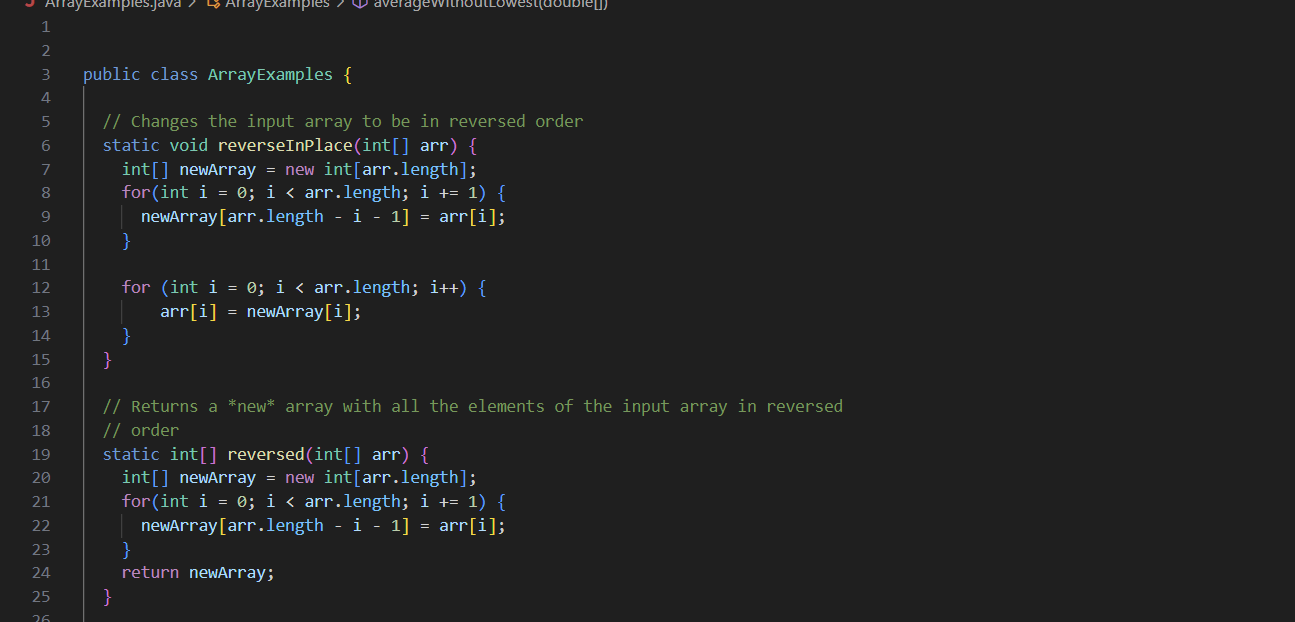 ArrayExamples.java > ArrayExamples > averageWithoutLowest(double[])
1
2
3 public class ArrayExamples {
4
5 // Changes the input array to be in reversed order
6 static void reverseInPlace(int[] arr) {
7 int[] newArray = new int[arr.length];
8 for(int i = 0; i < arr.length; i += 1) {
9 newArray[arr.length - i - 1] = arr[i];
10 }
11
12 for (int i = 0; i < arr.length; i++) {
13 arr[i] = newArray[i];
14 }
15 }
16
17 // Returns a *new* array with all the elements of the input array in reversed
18 // order
19 static int[] reversed(int[] arr) {
20 int[] newArray = new int[arr.length];
21 for(int i = 0; i < arr.length; i += 1) {
22 newArray[arr.length - i - 1] = arr[i];
23 }
24 return newArray;
25 }
26